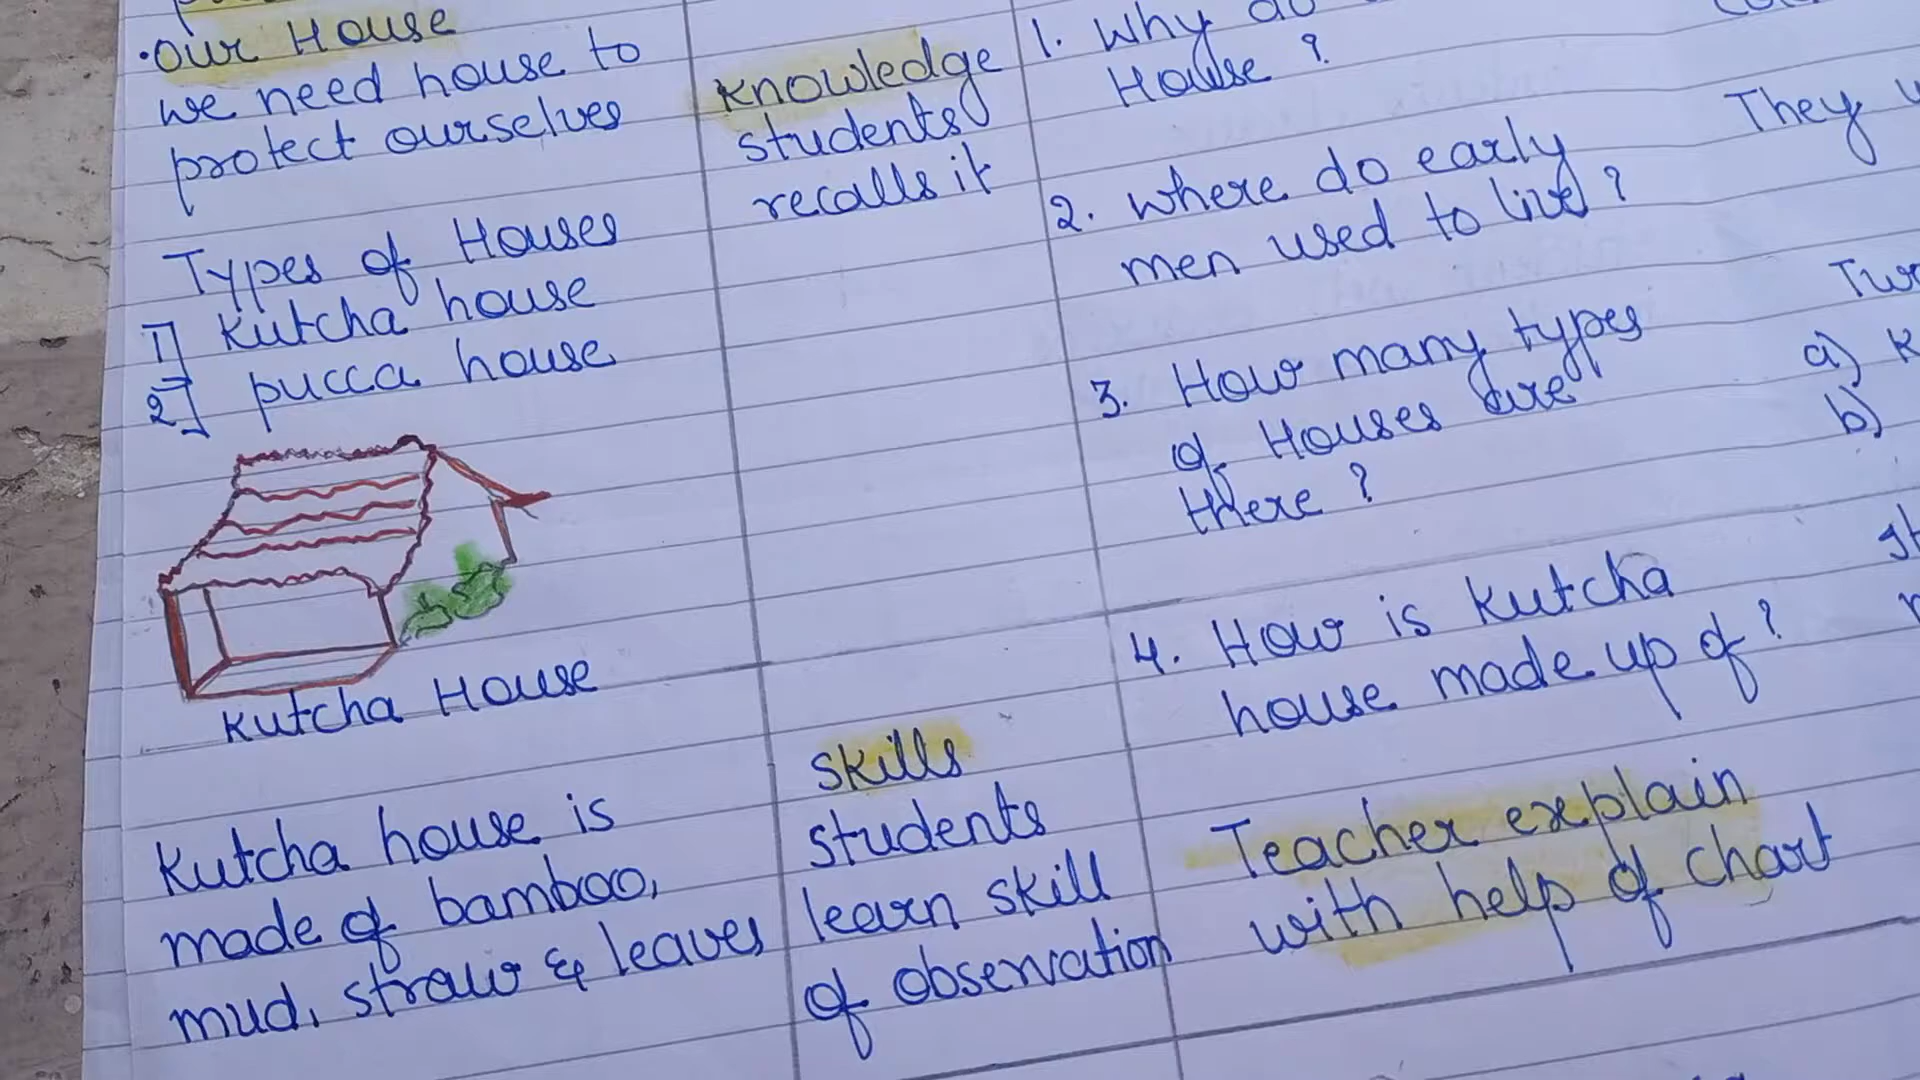 •Our House
we need house to
protect ourselves
Types of Houses
1] Kutcha house
2] pucca house
Kutcha House
Kutcha house is
made of bamboo,
mud, straw & leaves
Knowledge
students
recalls it
skills
students
learn skill
of observation
1. Why do
House ?
2. where do early
men used to live ?
3. How many types
of Houses are
there ?
4. How is Kutcha
house made up of ?
Teacher explain
with help of chart
They
a) K
b)